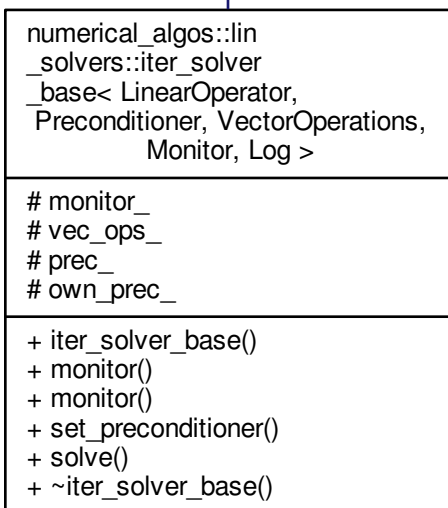 numerical_algos::lin
_solvers::iter_solver
_base< LinearOperator,
Preconditioner, VectorOperations,
Monitor, Log >
# monitor_
# vec_ops_
# prec_
# own_prec_
+ iter_solver_base()
+ monitor()
+ monitor()
+ set_preconditioner()
+ solve()
+ ~iter_solver_base()